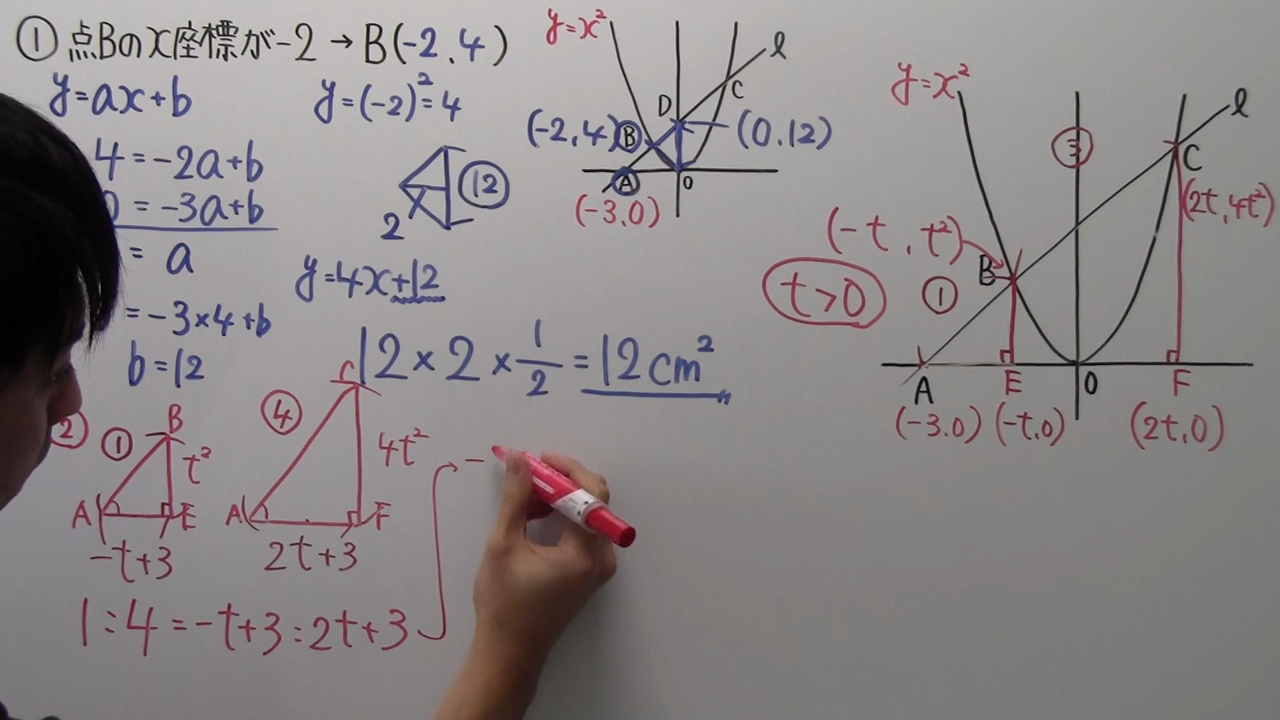 ① 点Bのx座標が-2 → B(-2,4)
y=ax+b
y=(-2)²=4
4=-2a+b
0=-3a+b
=a
=-3×4+b
b=12
2
12
y=4x+12
12×2×1/2=12cm²
y=x²
l
D
C
(-2,4)
B
(0,12)
A
O
(-3,0)
y=x²
l
③
C
(2t,4t²)
(-t,t²)
B
t>0
①
A
E
O
F
(-3,0)
(-t,0)
(2t,0)
②
①
B
t²
A
E
-t+3
④
C
4t²
A
F
2t+3
1:4=-t+3:2t+3
-